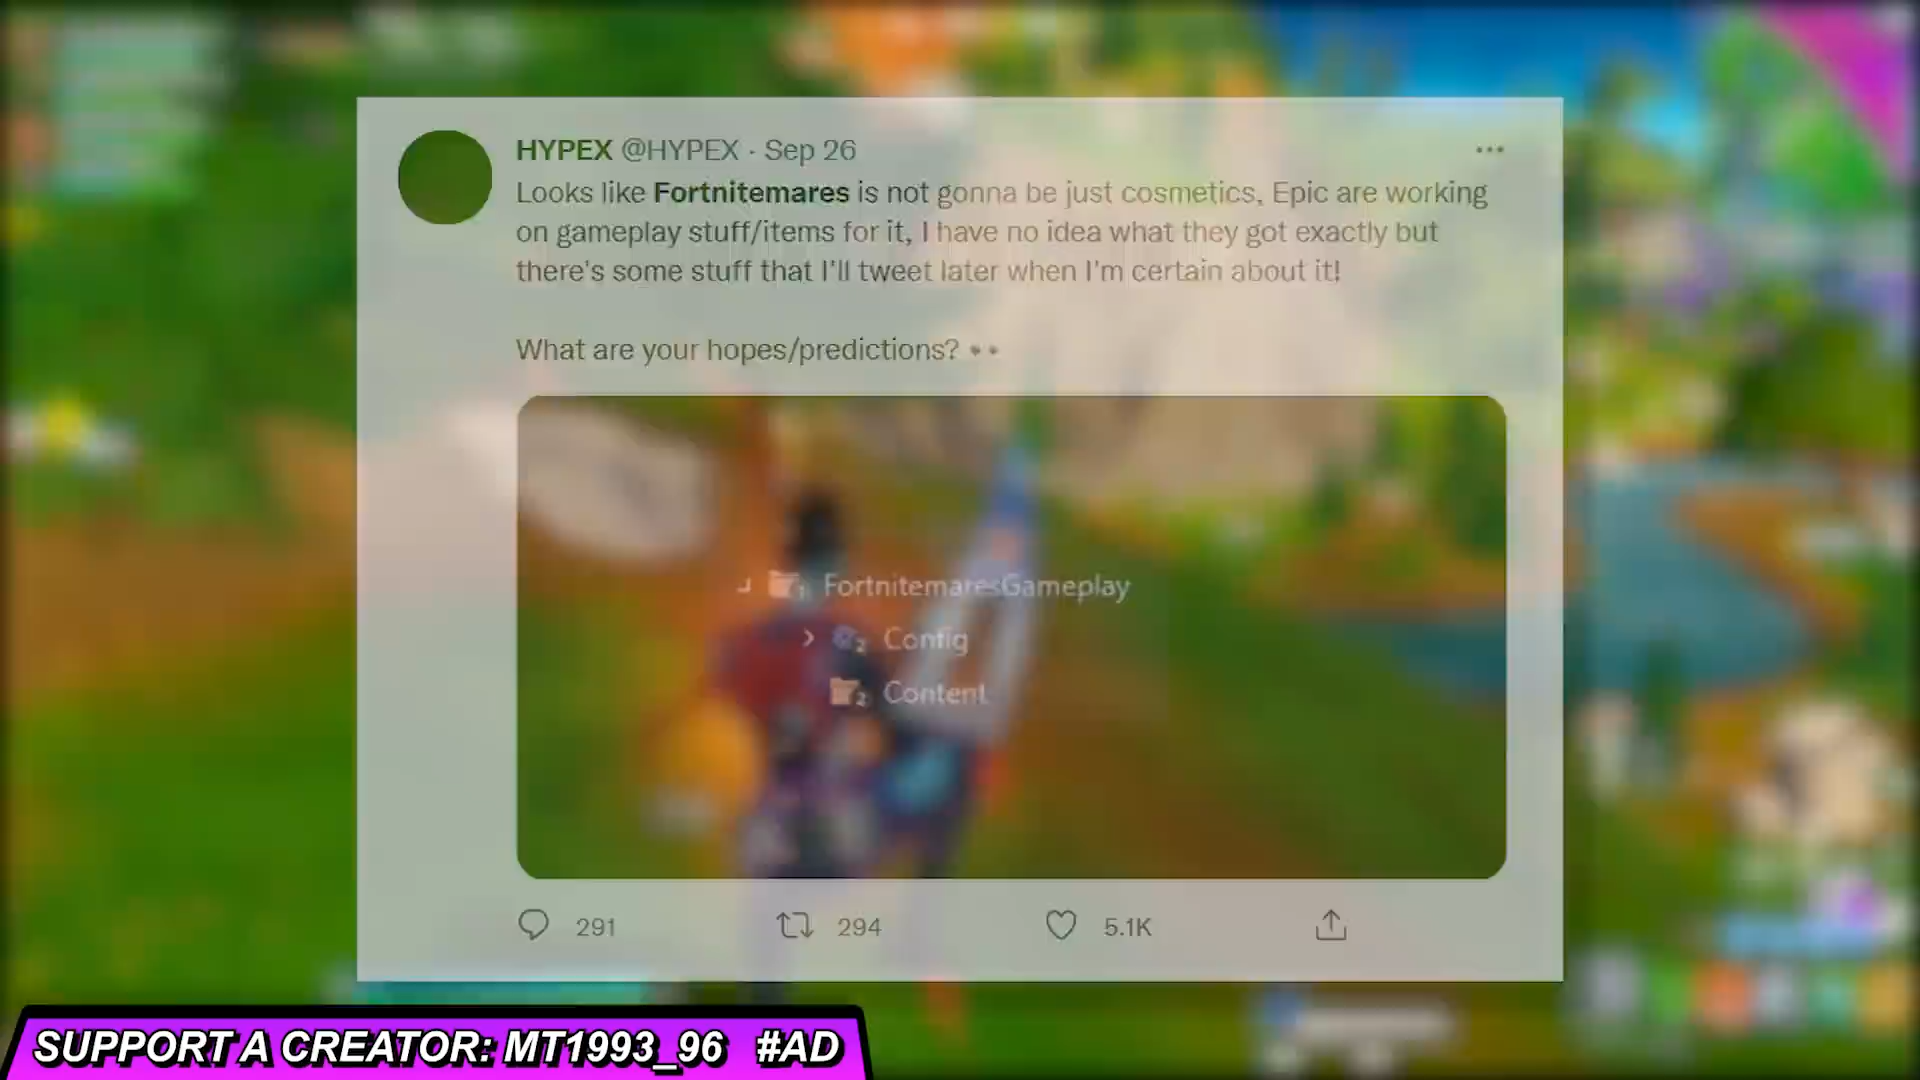 HYPEX @HYPEX · Sep 26
Looks like Fortnitemares is not gonna be just cosmetics, Epic are working
on gameplay stuff/items for it, I have no idea what they got exactly but
there's some stuff that I'll tweet later when I'm certain about it!
What are your hopes/predictions?
FortnitemaresGameplay
Config
Content
291 294 5.1K
SUPPORT A CREATOR: MT1993_96 #AD